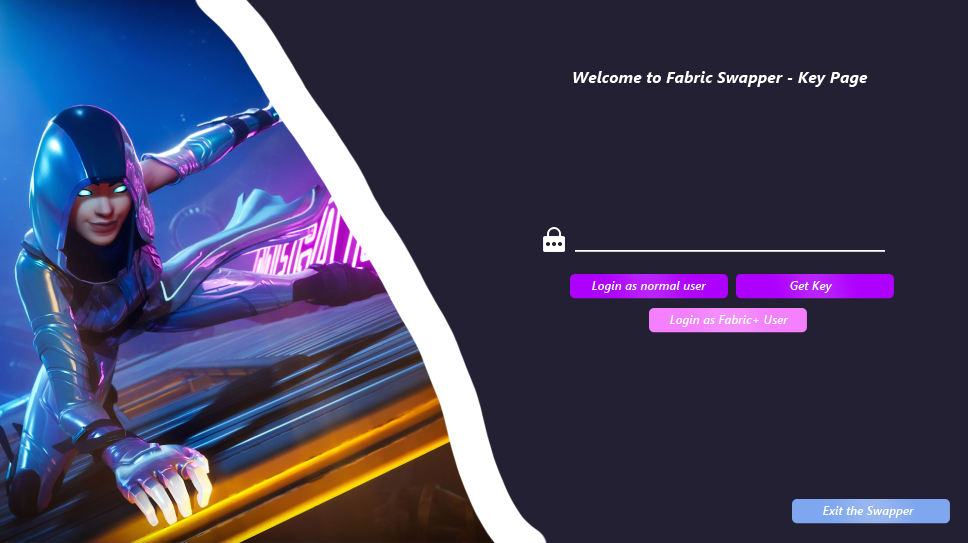 Welcome to Fabric Swapper - Key Page
Login as normal user
Get Key
Login as Fabric+ User
Exit the Swapper